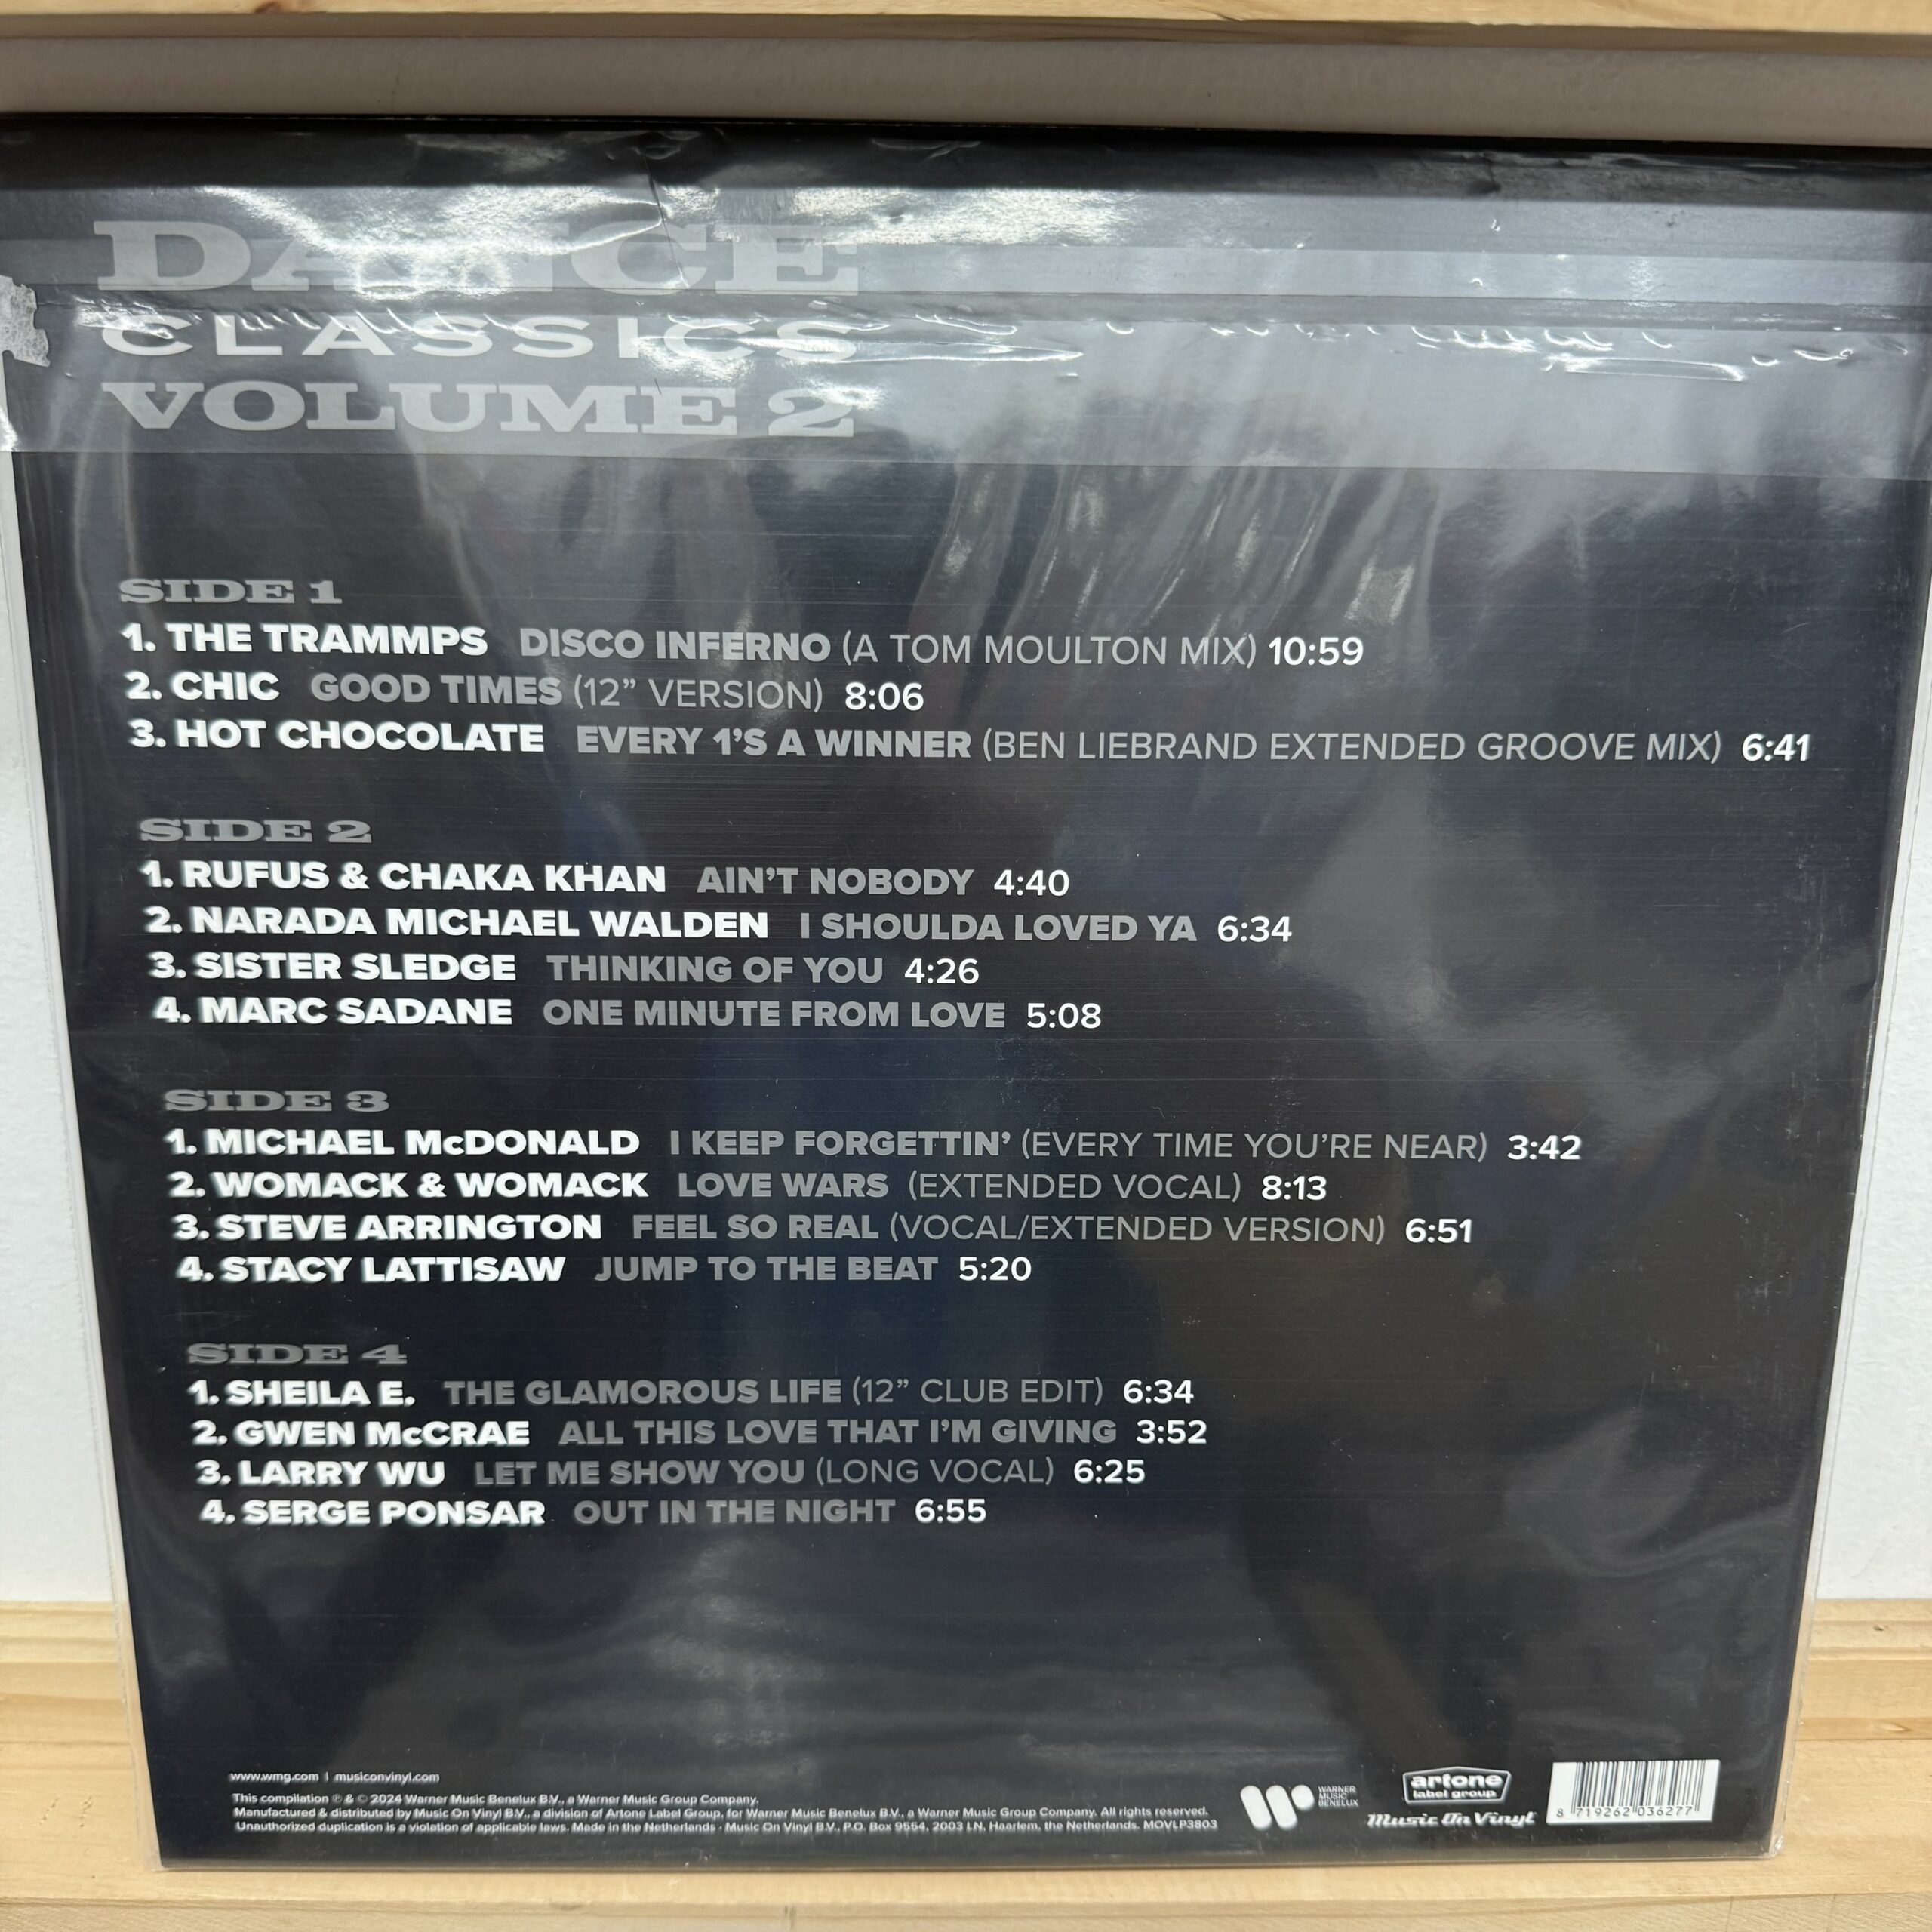 DANCE
CLASSICS
VOLUME 2
SIDE 1
1. THE TRAMMPS DISCO INFERNO (A TOM MOULTON MIX) 10:59
2. CHIC GOOD TIMES (12” VERSION) 8:06
3. HOT CHOCOLATE EVERY 1’S A WINNER (BEN LIEBRAND EXTENDED GROOVE MIX) 6:41
SIDE 2
1. RUFUS & CHAKA KHAN AIN’T NOBODY 4:40
2. NARADA MICHAEL WALDEN I SHOULDA LOVED YA 6:34
3. SISTER SLEDGE THINKING OF YOU 4:26
4. MARC SADANE ONE MINUTE FROM LOVE 5:08
SIDE 3
1. MICHAEL McDONALD I KEEP FORGETTIN’ (EVERY TIME YOU’RE NEAR) 3:42
2. WOMACK & WOMACK LOVE WARS (EXTENDED VOCAL) 8:13
3. STEVE ARRINGTON FEEL SO REAL (VOCAL/EXTENDED VERSION) 6:51
4. STACY LATTISAW JUMP TO THE BEAT 5:20
SIDE 4
1. SHEILA E. THE GLAMOROUS LIFE (12” CLUB EDIT) 6:34
2. GWEN McCRAE ALL THIS LOVE THAT I’M GIVING 3:52
3. LARRY WU LET ME SHOW YOU (LONG VOCAL) 6:25
4. SERGE PONSAR OUT IN THE NIGHT 6:55
www.wmg.com | musiconvinyl.com
This compilation ℗ & © 2024 Warner Music Benelux B.V., a Warner Music Group Company.
Manufactured & distributed by Music On Vinyl B.V., a division of Artone Label Group, for Warner Music Benelux B.V., a Warner Music Group Company. All rights reserved.
Unauthorized duplication is a violation of applicable laws. Made in the Netherlands · Music On Vinyl B.V., P.O. Box 9554, 2003 LN, Haarlem, the Netherlands. MOVLP3803
WARNER
MUSIC
BENELUX
artone
label group
Music On Vinyl
8 719262 036277